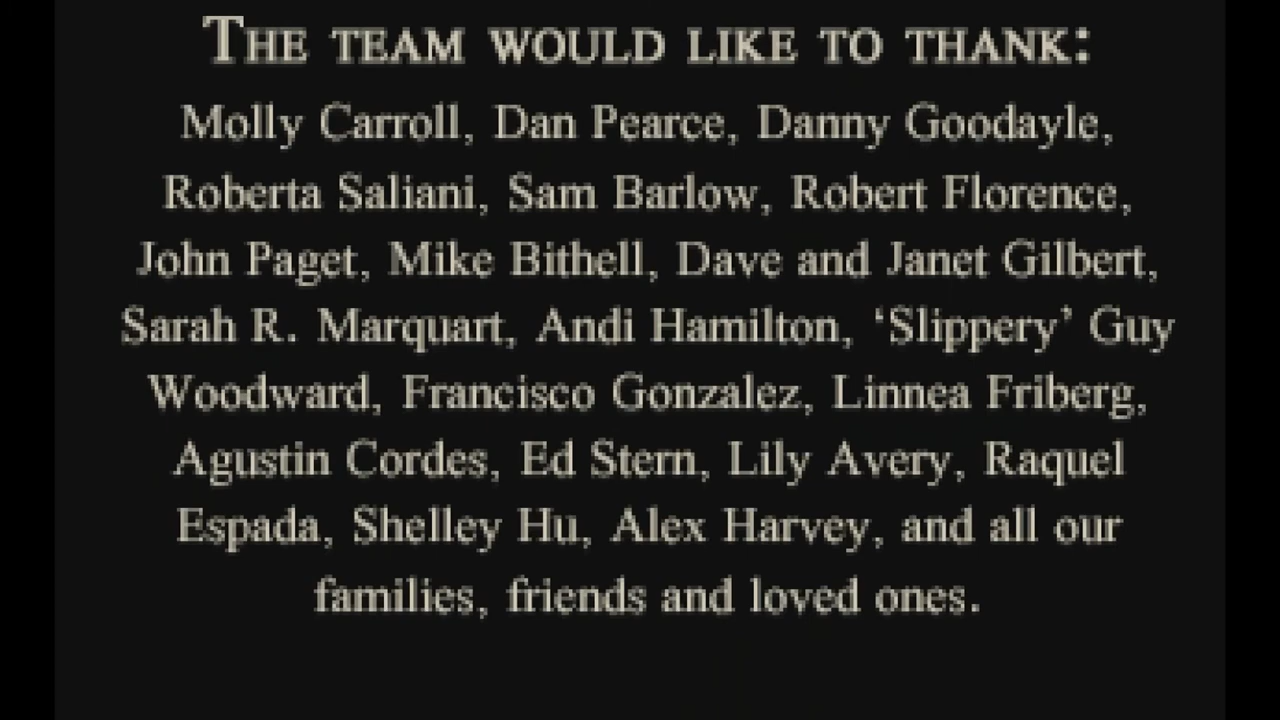 The team would like to thank:
Molly Carroll, Dan Pearce, Danny Goodayle,
Roberta Saliani, Sam Barlow, Robert Florence,
John Paget, Mike Bithell, Dave and Janet Gilbert,
Sarah R. Marquart, Andi Hamilton, ‘Slippery’ Guy
Woodward, Francisco Gonzalez, Linnea Friberg,
Agustin Cordes, Ed Stern, Lily Avery, Raquel
Espada, Shelley Hu, Alex Harvey, and all our
families, friends and loved ones.